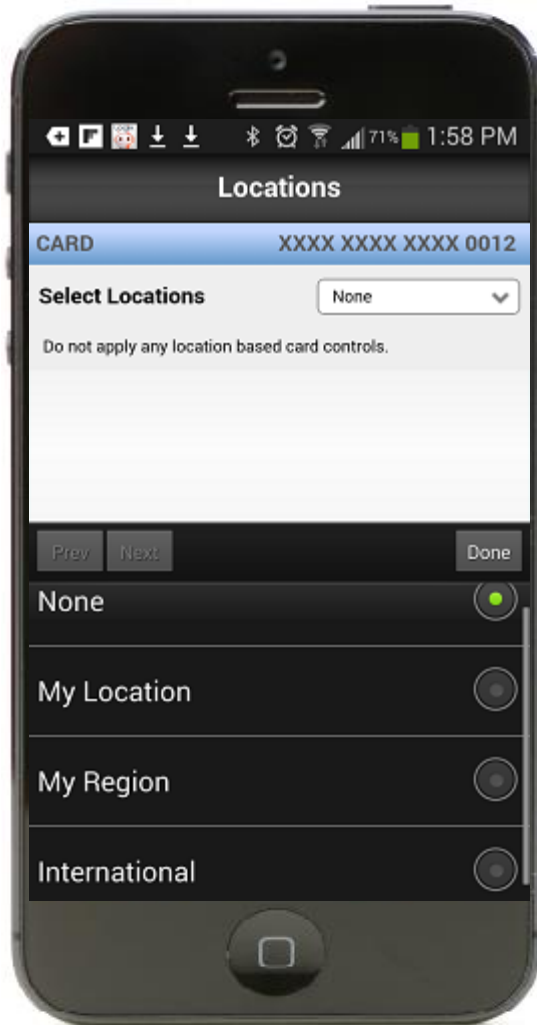 71% 1:58 PM
Locations
CARD XXXX XXXX XXXX 0012
Select Locations None
Do not apply any location based card controls.
Prev Next Done
None
My Location
My Region
International